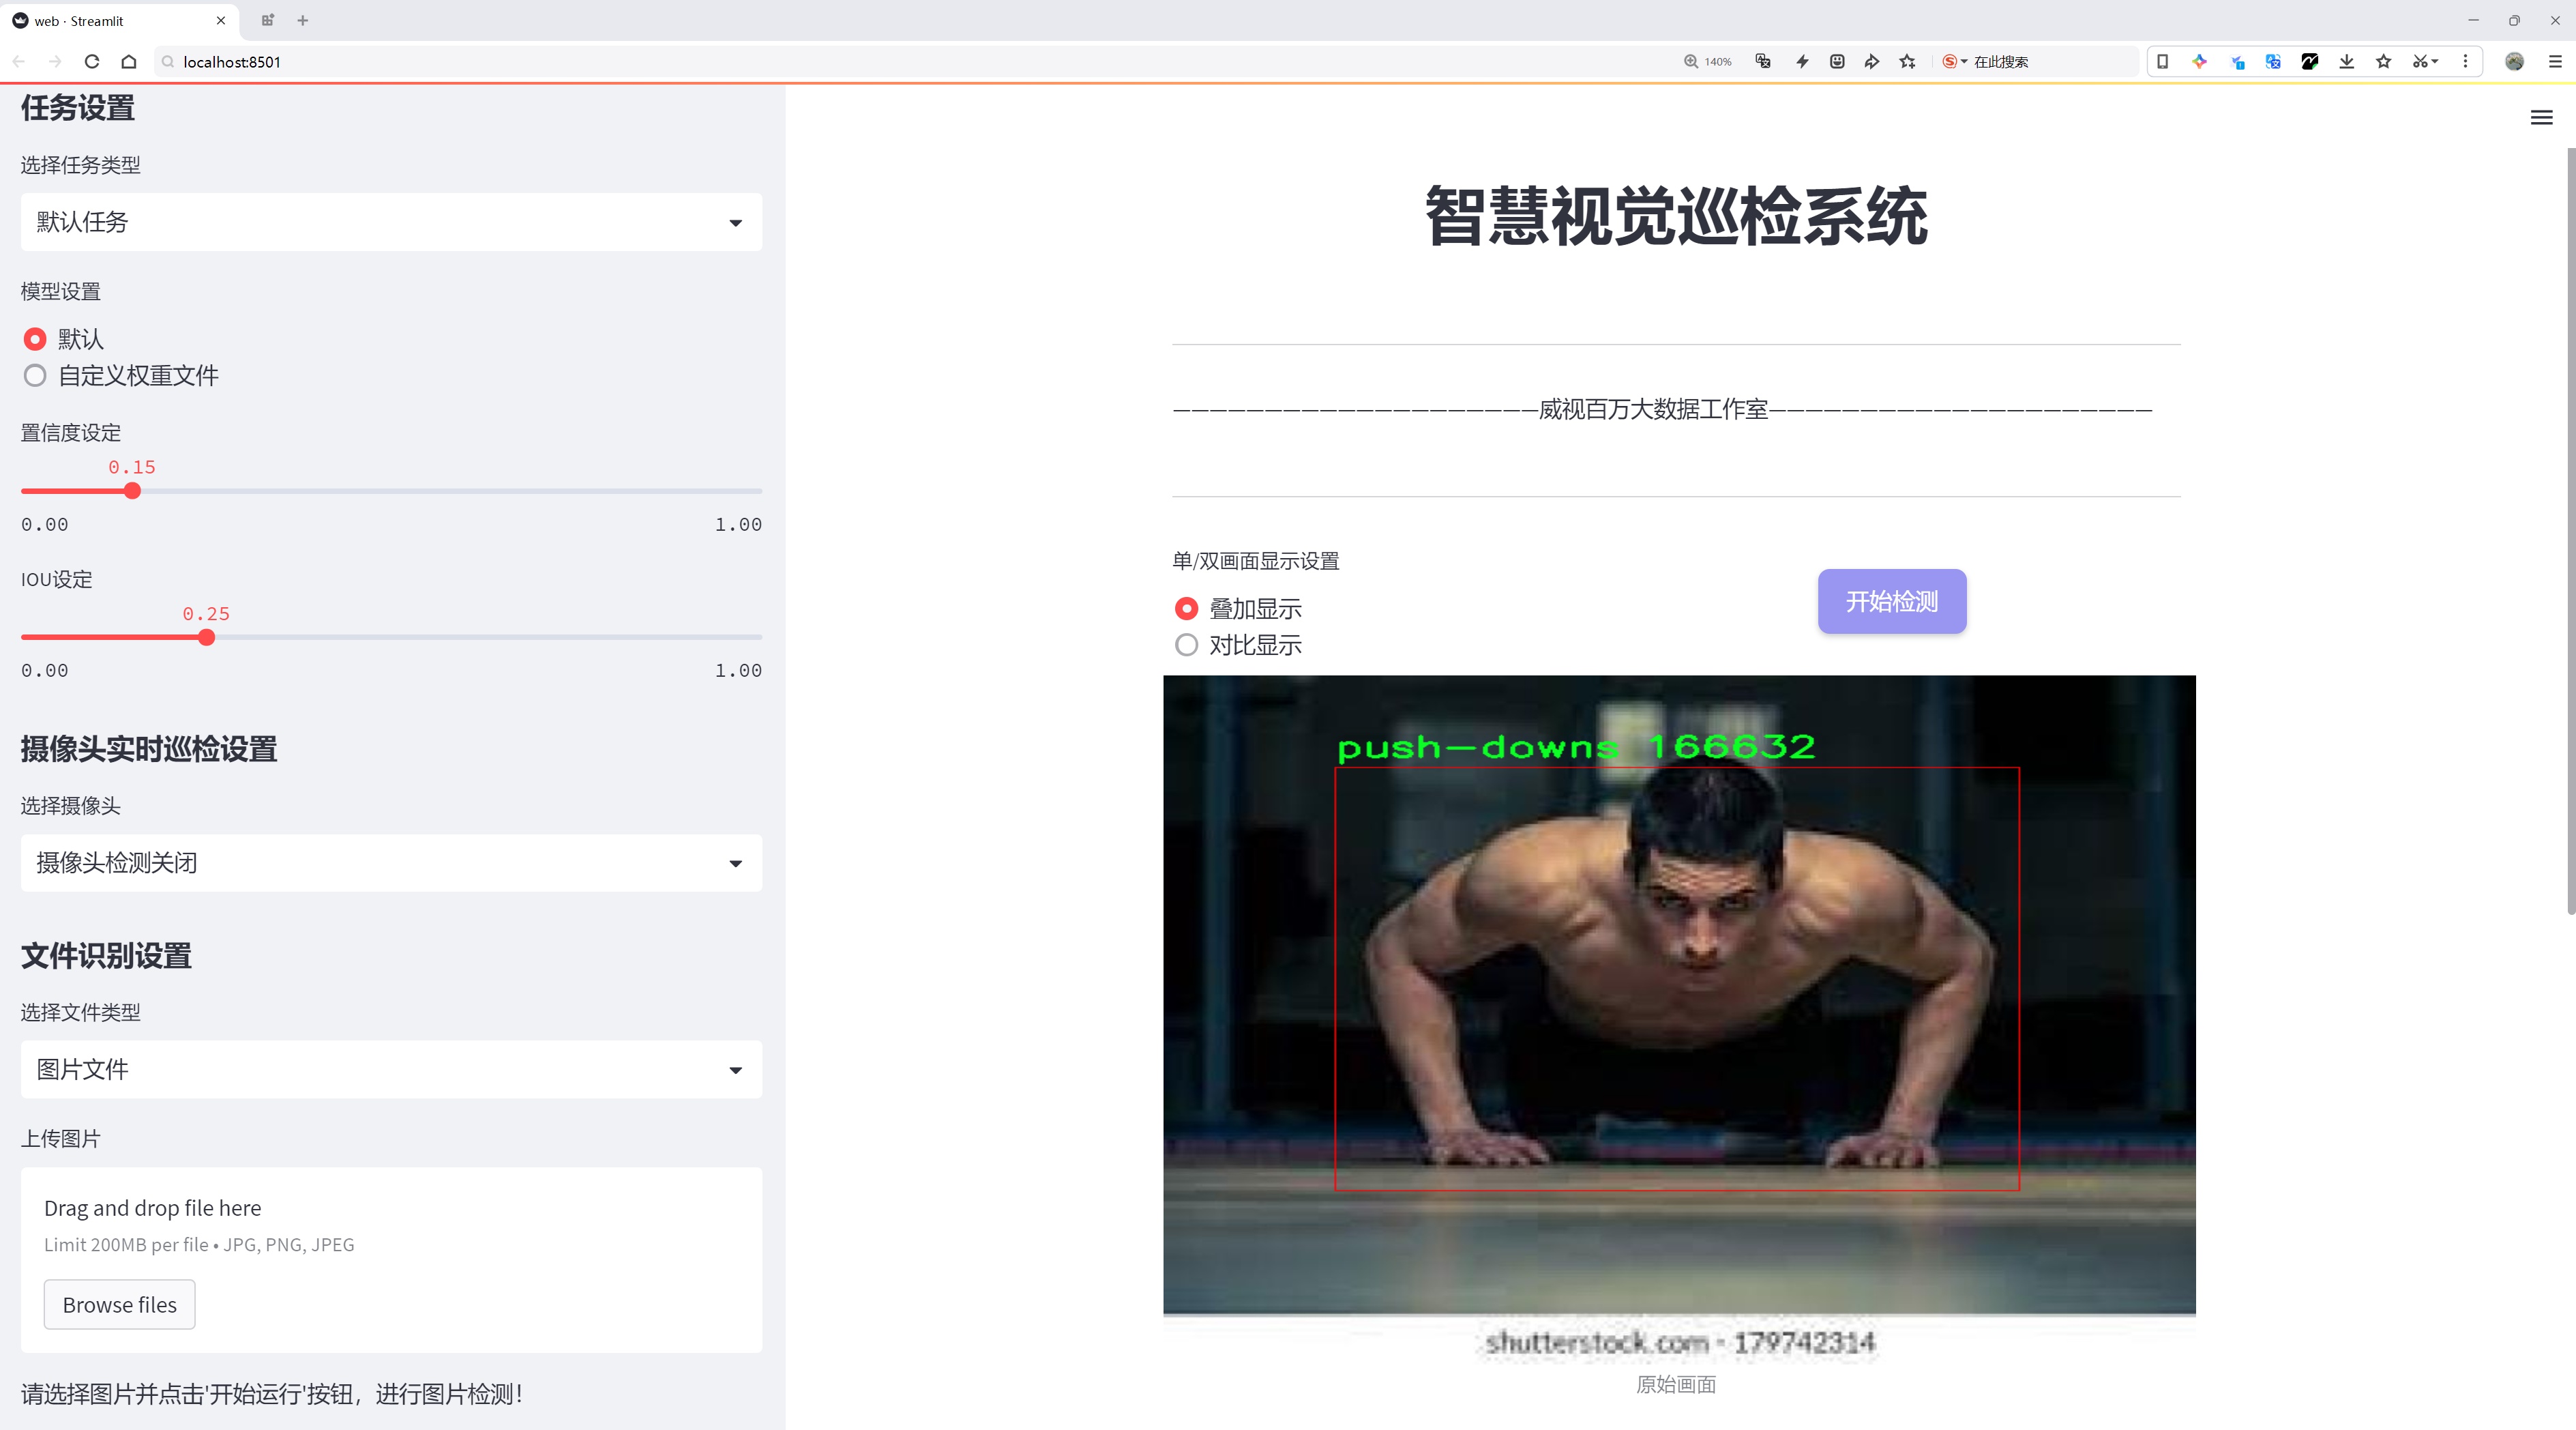 web · Streamlit
localhost:8501
140%
在此搜索
任务设置
选择任务类型
默认任务
模型设置
默认
自定义权重文件
置信度设定
0.15
0.00 1.00
IOU设定
0.25
0.00 1.00
摄像头实时巡检设置
选择摄像头
摄像头检测关闭
文件识别设置
选择文件类型
图片文件
上传图片
Drag and drop file here
Limit 200MB per file • JPG, PNG, JPEG
Browse files
请选择图片并点击'开始运行'按钮，进行图片检测！
智慧视觉巡检系统
————————————————————威视百万大数据工作室—————————————————————
单/双画面显示设置
叠加显示
对比显示
开始检测
push-downs 166632
shutterstock.com · 179742314
原始画面